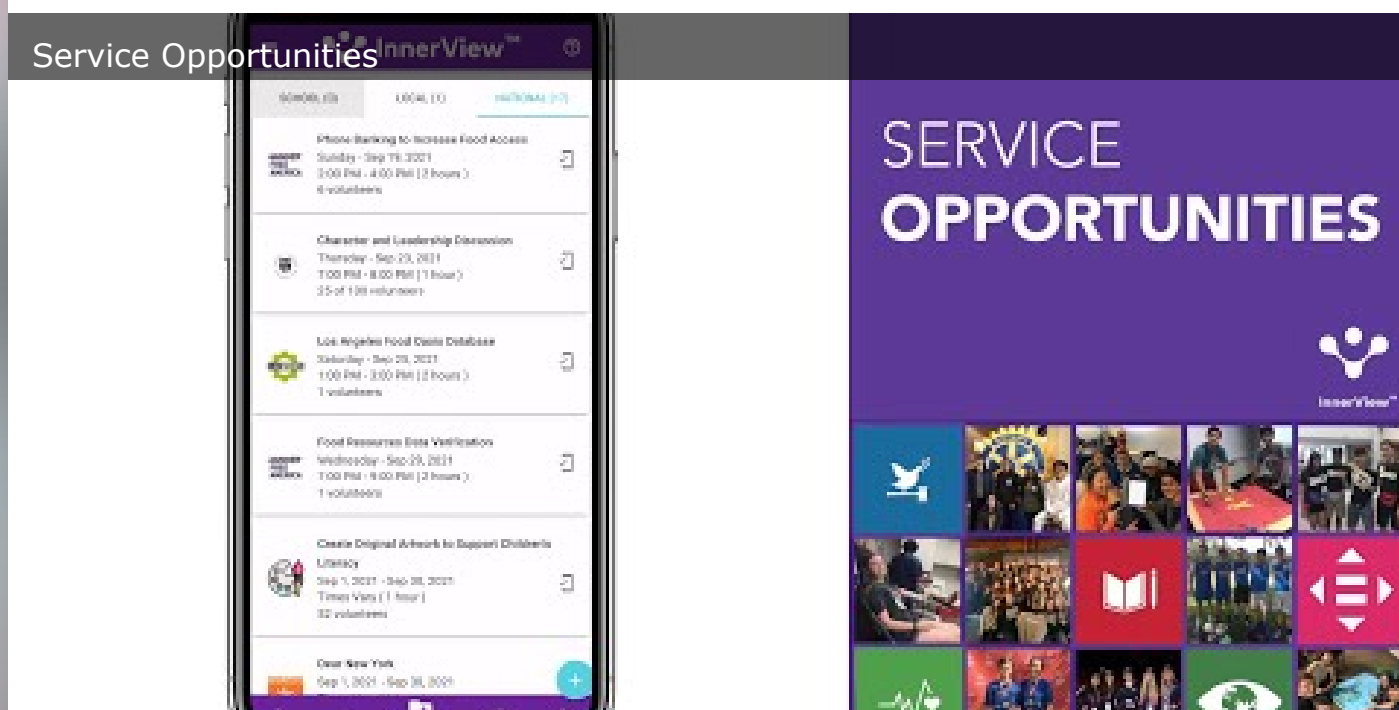 Service Opportunities
InnerView™
SCHOOL (0) LOCAL (1) NATIONAL (17)
Phone Banking to Increase Food Access
Sunday - Sep 19, 2021
2:00 PM - 4:00 PM ( 2 hours )
6 volunteers
Character and Leadership Discussion
Thursday - Sep 23, 2021
7:00 PM - 8:00 PM ( 1 hour )
25 of 100 volunteers
Los Angeles Food Oasis Database
Saturday - Sep 25, 2021
1:00 PM - 3:00 PM ( 2 hours )
1 volunteers
Food Resources Data Verification
Wednesday - Sep 29, 2021
7:00 PM - 9:00 PM ( 2 hours )
1 volunteers
Create Original Artwork to Support Children's
Literacy
Sep 1, 2021 - Sep 30, 2021
Times Vary ( 1 hour )
52 volunteers
Dear New York
Sep 1, 2021 - Sep 30, 2021
SERVICE
OPPORTUNITIES
InnerView™